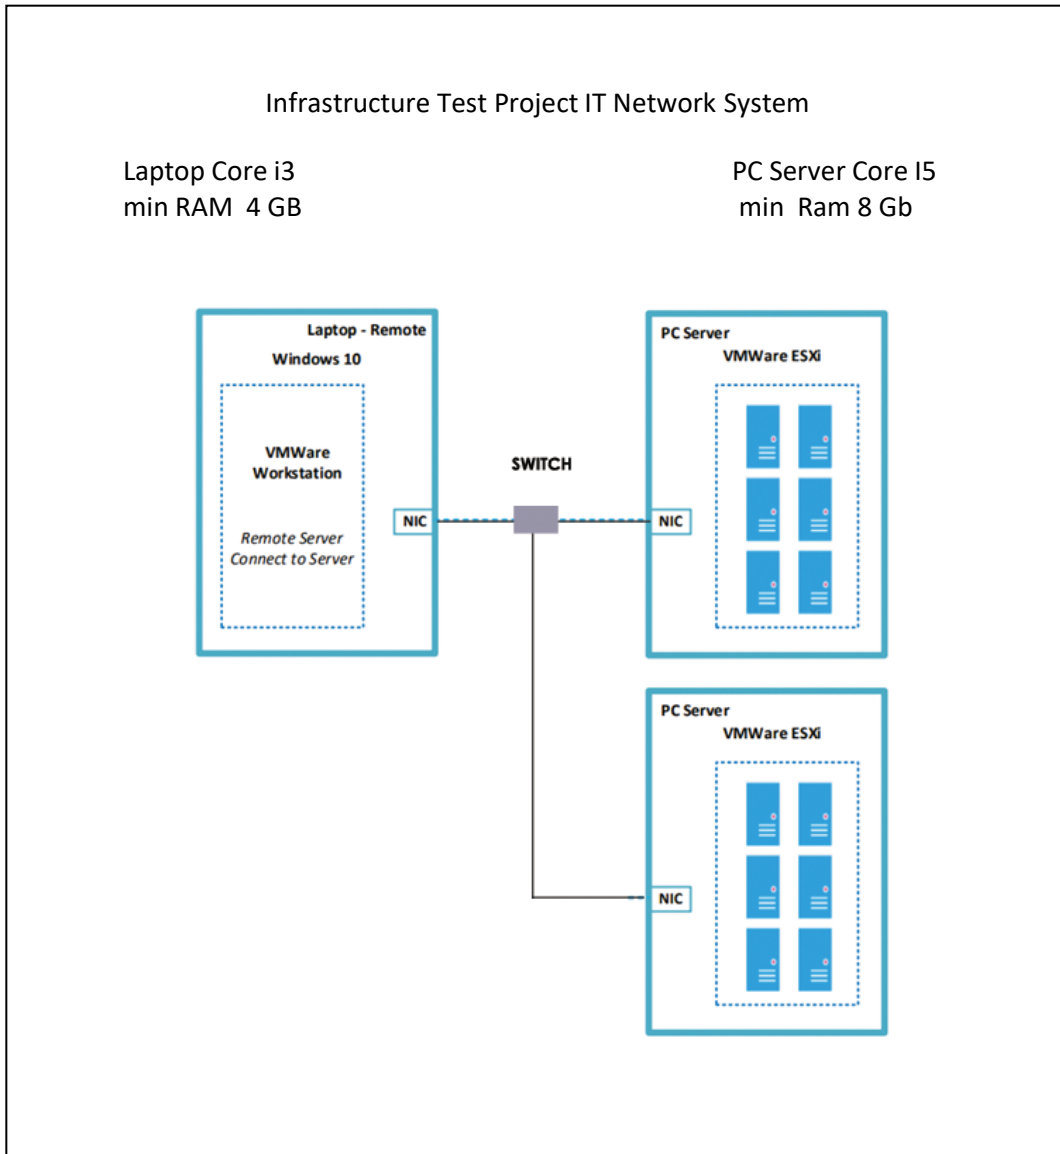 Infrastructure Test Project IT Network System
Laptop Core i3
min RAM  4 GB
PC Server Core I5
min  Ram 8 Gb
Laptop - Remote
Windows 10
VMWare
Workstation
Remote Server
Connect to Server
NIC
SWITCH
PC Server
VMWare ESXi
NIC
PC Server
VMWare ESXi
NIC